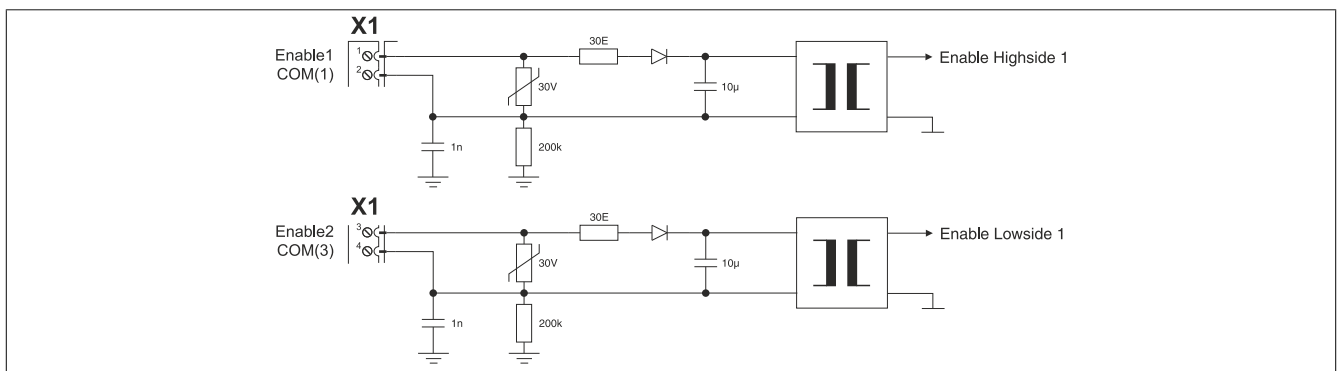 X1
30E
Enable1
1
Enable Highside 1
COM(1)
2
30V
10µ
1n
200k
X1
30E
Enable2
3
Enable Lowside 1
COM(3)
4
30V
10µ
1n
200k